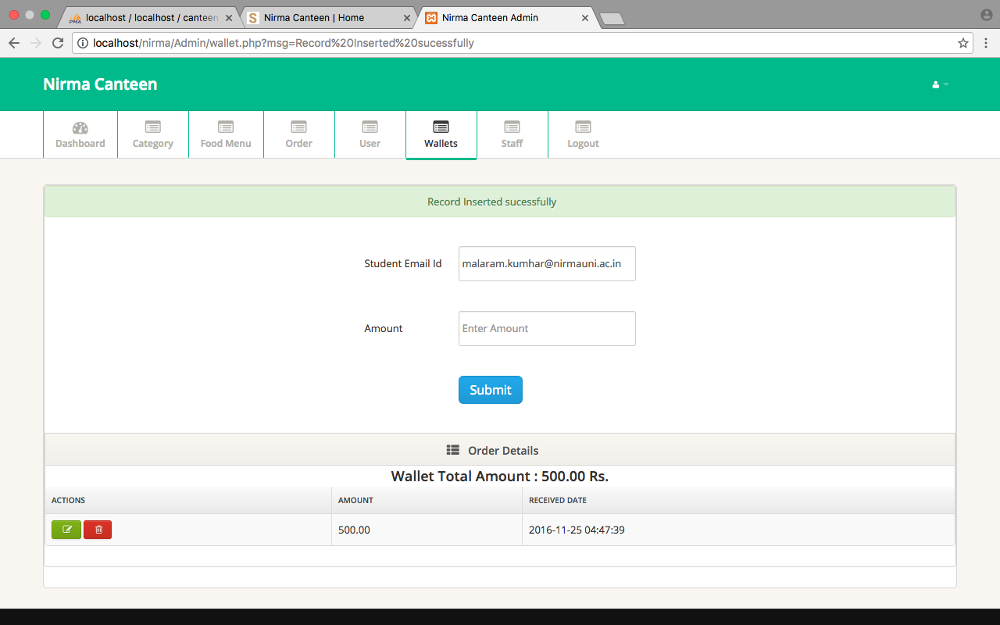 localhost / localhost / canteen
Nirma Canteen | Home
Nirma Canteen Admin
localhost/nirma/Admin/wallet.php?msg=Record%20Inserted%20sucessfully
Nirma Canteen
Dashboard
Category
Food Menu
Order
User
Wallets
Staff
Logout
Record Inserted sucessfully
Student Email Id
malaram.kumhar@nirmauni.ac.in
Amount
Enter Amount
Submit
Order Details
Wallet Total Amount : 500.00 Rs.
ACTIONS AMOUNT RECEIVED DATE
500.00 2016-11-25 04:47:39